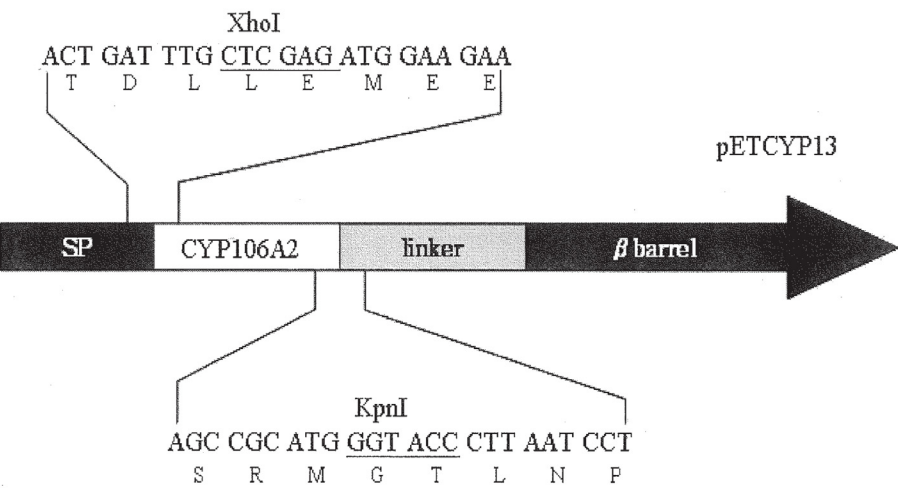 XhoI
ACT GAT TTG CTC GAG ATG GAA GAA
T D L L E M E E
pETCYP13
SP CYP106A2 linker β barrel
KpnI
AGC CGC ATG GGT ACC CTT AAT CCT
S R M G T L N P